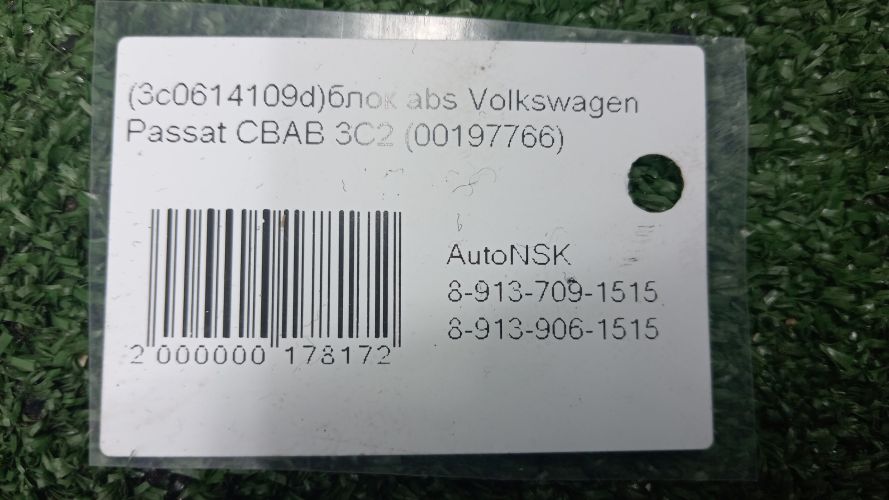 (3c0614109d)блок abs Volkswagen
Passat CBAB 3C2 (00197766)
AutoNSK
8-913-709-1515
8-913-906-1515
2 000000 178172